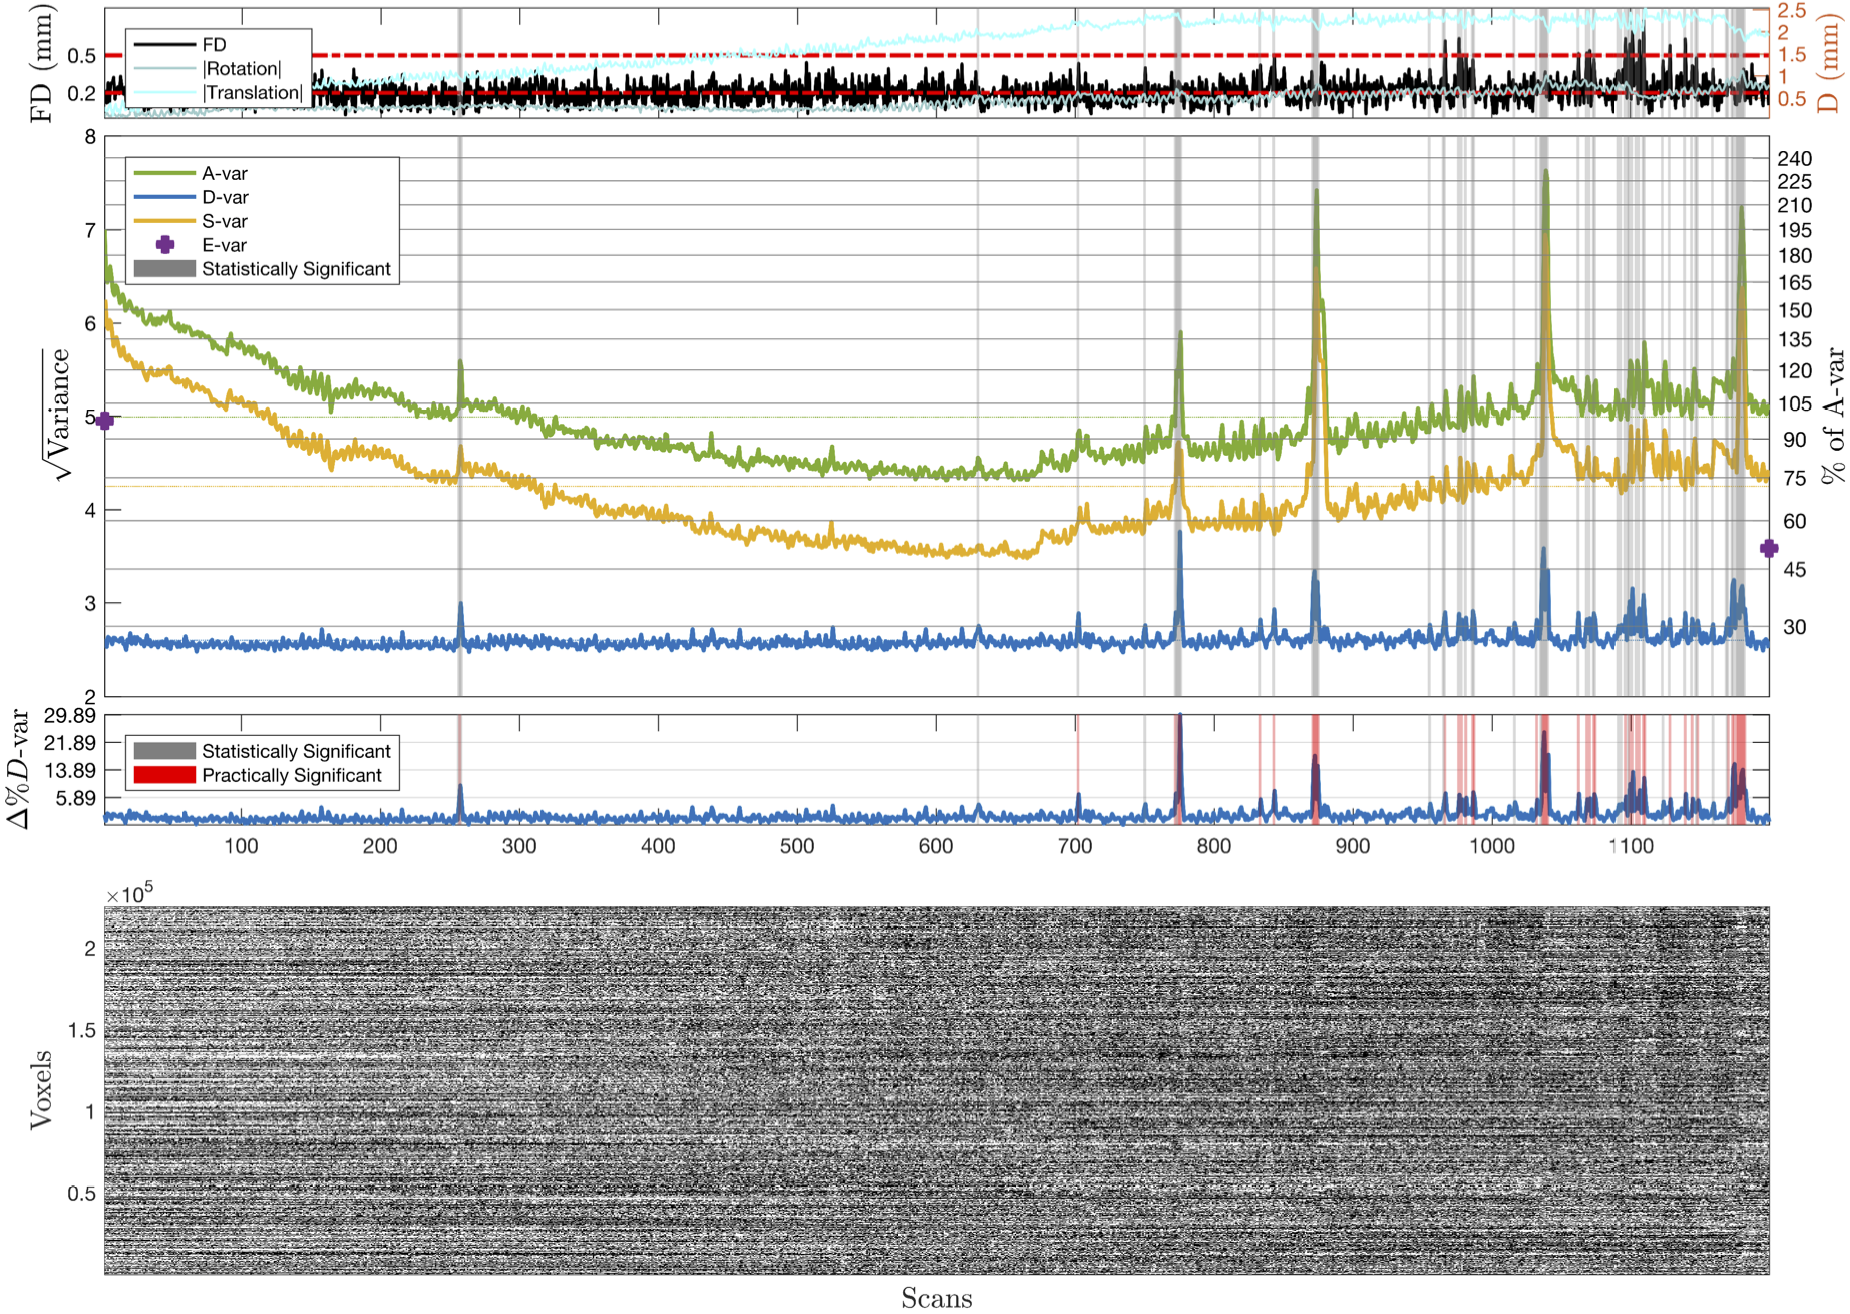 FD (mm)
0.5
0.2
FD
|Rotation|
|Translation|
2.5
2
1.5
1
0.5
D (mm)
√Variance
8
7
6
5
4
3
2
A-var
D-var
S-var
E-var
Statistically Significant
240
225
210
195
180
165
150
135
120
105
90
75
60
45
30
% of A-var
Δ%D-var
29.89
21.89
13.89
5.89
Statistically Significant
Practically Significant
100 200 300 400 500 600 700 800 900 1000 1100
×10⁵
Voxels
2
1.5
1
0.5
Scans